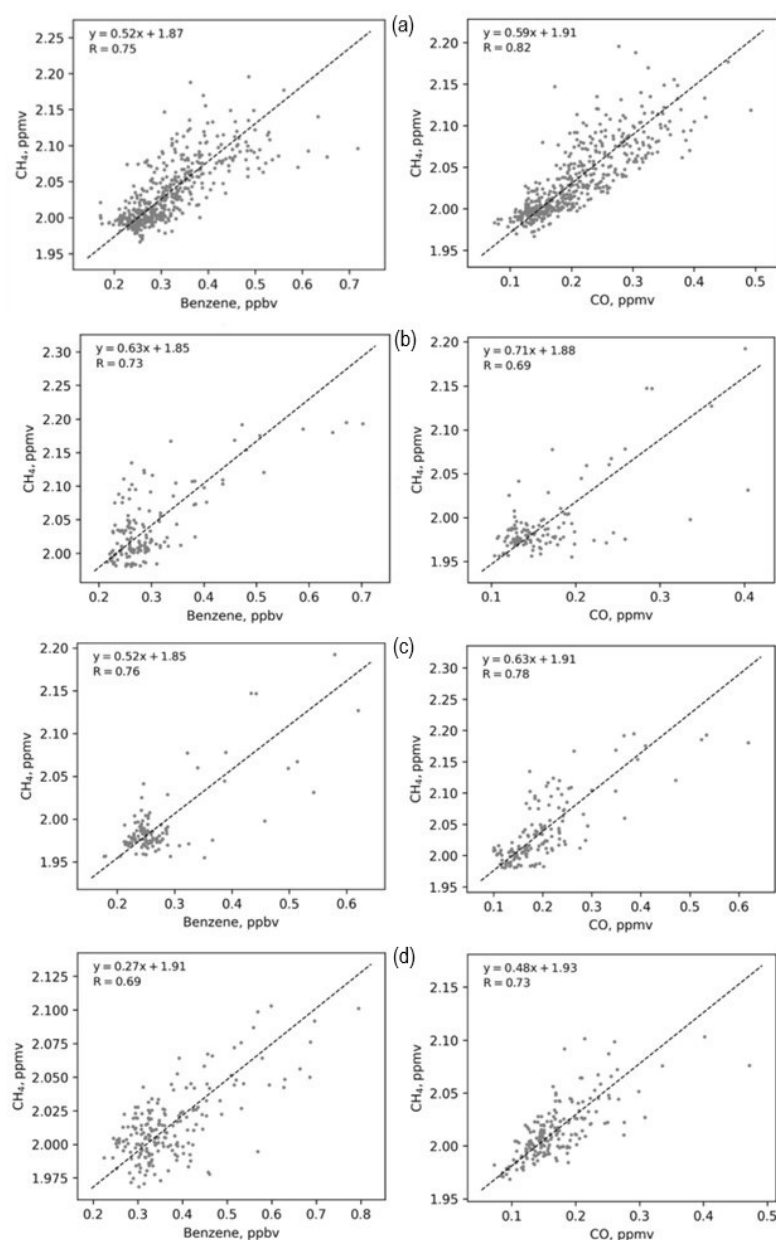 (a)
y = 0.52x + 1.87
R = 0.75
CH₄, ppmv
2.25
2.20
2.15
2.10
2.05
2.00
1.95
0.2 0.3 0.4 0.5 0.6 0.7
Benzene, ppbv
y = 0.59x + 1.91
R = 0.82
CH₄, ppmv
2.20
2.15
2.10
2.05
2.00
1.95
0.1 0.2 0.3 0.4 0.5
CO, ppmv
(b)
y = 0.63x + 1.85
R = 0.73
CH₄, ppmv
2.30
2.25
2.20
2.15
2.10
2.05
2.00
0.2 0.3 0.4 0.5 0.6 0.7
Benzene, ppbv
y = 0.71x + 1.88
R = 0.69
CH₄, ppmv
2.20
2.15
2.10
2.05
2.00
1.95
0.1 0.2 0.3 0.4
CO, ppmv
(c)
y = 0.52x + 1.85
R = 0.76
CH₄, ppmv
2.20
2.15
2.10
2.05
2.00
1.95
0.2 0.3 0.4 0.5 0.6
Benzene, ppbv
y = 0.63x + 1.91
R = 0.78
CH₄, ppmv
2.30
2.25
2.20
2.15
2.10
2.05
2.00
1.95
0.1 0.2 0.3 0.4 0.5 0.6
CO, ppmv
(d)
y = 0.27x + 1.91
R = 0.69
CH₄, ppmv
2.125
2.100
2.075
2.050
2.025
2.000
1.975
0.2 0.3 0.4 0.5 0.6 0.7 0.8
Benzene, ppbv
y = 0.48x + 1.93
R = 0.73
CH₄, ppmv
2.15
2.10
2.05
2.00
1.95
0.1 0.2 0.3 0.4 0.5
CO, ppmv